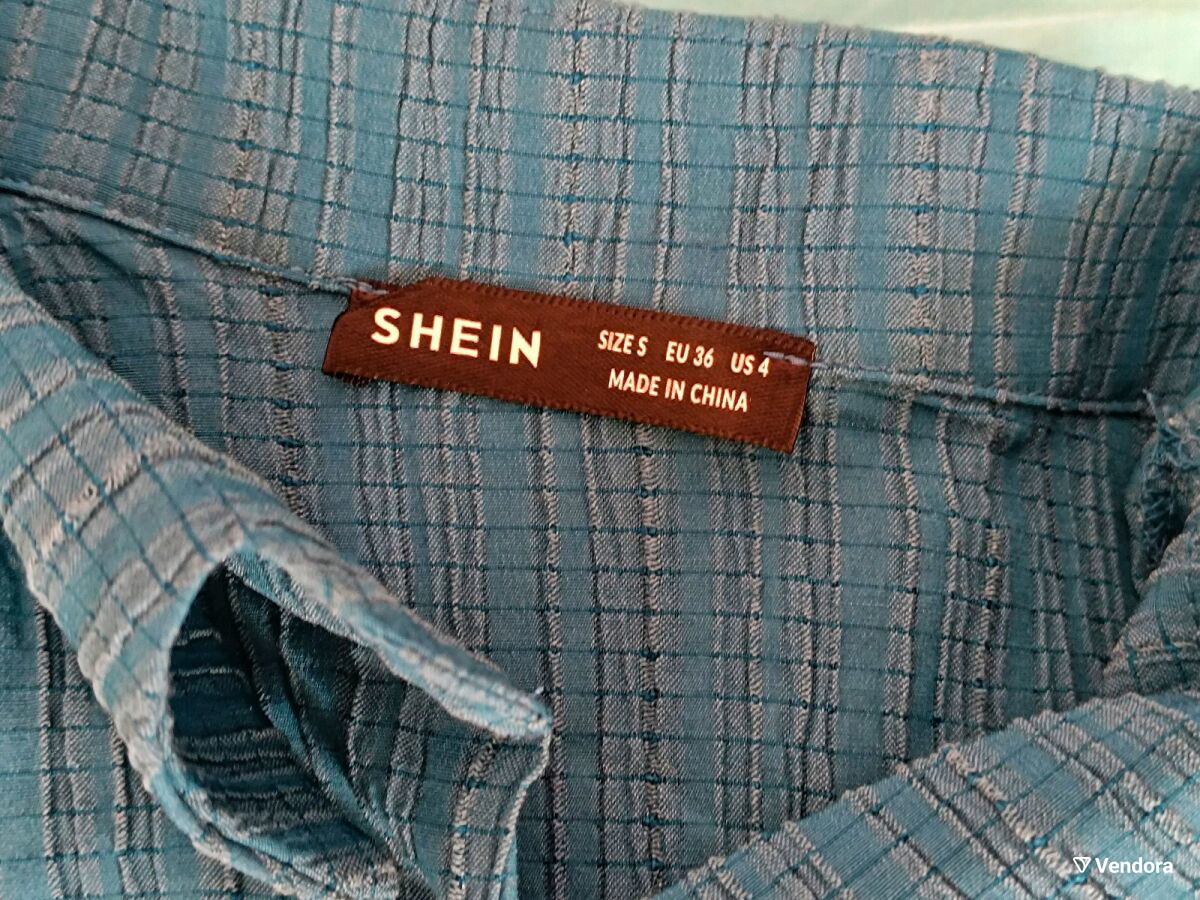 SHEIN
SIZE S EU 36 US 4
MADE IN CHINA
Vendora